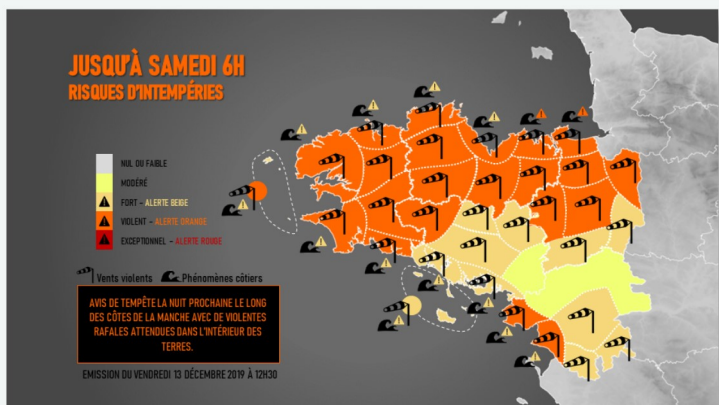 JUSQU'À SAMEDI 6H
RISQUES D'INTEMPÉRIES
NUL OU FAIBLE
MODÉRÉ
FORT - ALERTE BEIGE
VIOLENT - ALERTE ORANGE
EXCEPTIONNEL - ALERTE ROUGE
Vents violents Phénomènes côtiers
AVIS DE TEMPÊTE LA NUIT PROCHAINE LE LONG
DES CÔTES DE LA MANCHE AVEC DE VIOLENTES
RAFALES ATTENDUES DANS L'INTÉRIEUR DES
TERRES.
EMISSION DU VENDREDI 13 DÉCEMBRE 2019 À 12H30